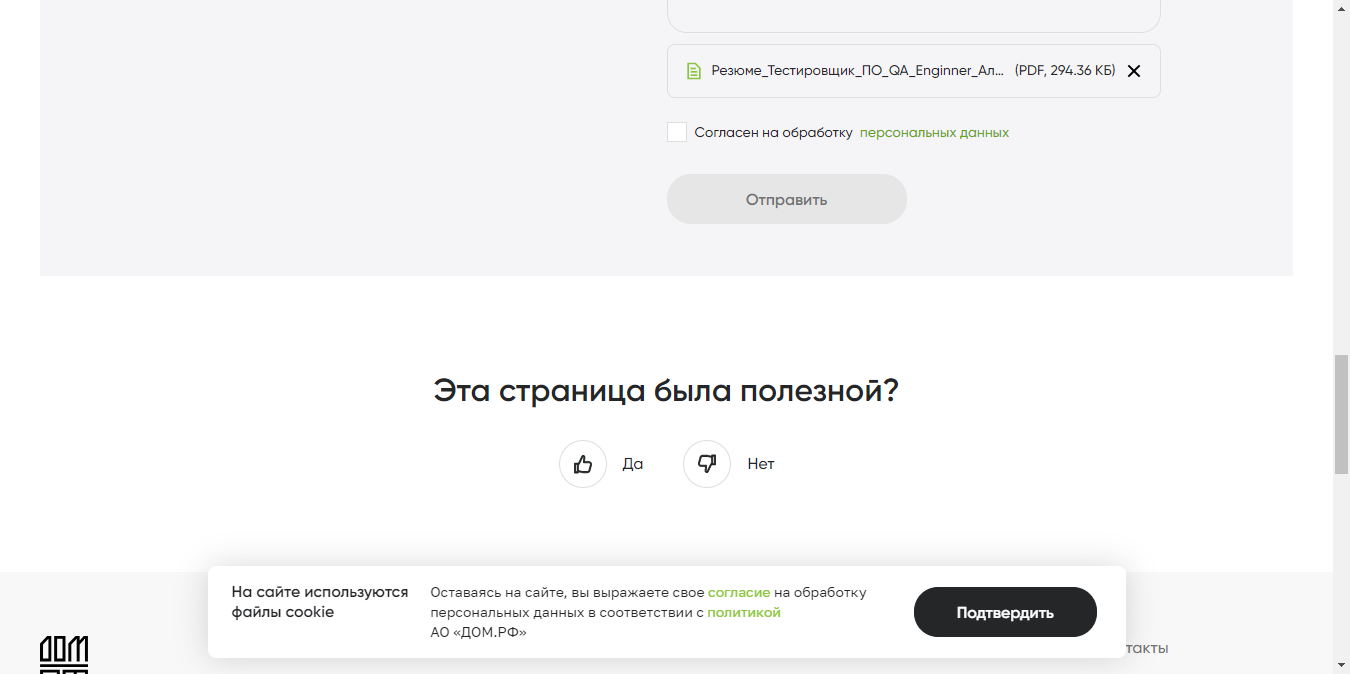 Резюме_Тестировщик_ПО_QA_Enginner_Ал... (PDF, 294.36 КБ)
Согласен на обработку персональных данных
Отправить
Эта страница была полезной?
Да Нет
На сайте используются
файлы cookie
Оставаясь на сайте, вы выражаете свое согласие на обработку
персональных данных в соответствии с политикой
АО «ДОМ.РФ»
Подтвердить
ДОМ
такты